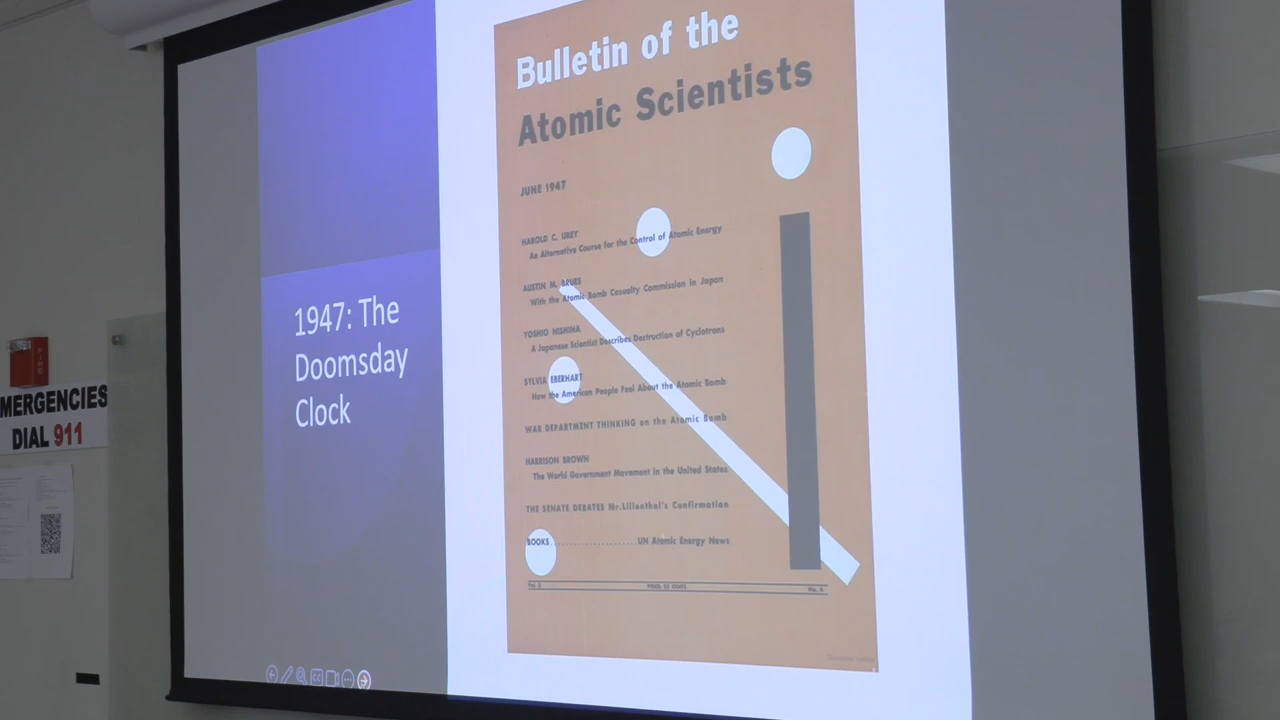 Bulletin of the
Atomic Scientists
JUNE 1947
HAROLD C. UREY
An Alternative Course for the Control of Atomic Energy
AUSTIN M. BRUES
With the Atomic Bomb Casualty Commission in Japan
YOSHIO NISHINA
A Japanese Scientist Describes Destruction of Cyclotrons
SYLVIA EBERHART
How the American People Feel About the Atomic Bomb
WAR DEPARTMENT THINKING on the Atomic Bomb
HARRISON BROWN
The World Government Movement in the United States
THE SENATE DEBATES Mr.Lilienthal's Confirmation
BOOKS......................UN Atomic Energy News
1947: The
Doomsday
Clock
FIRE
MERGENCIES
DIAL 911
CC